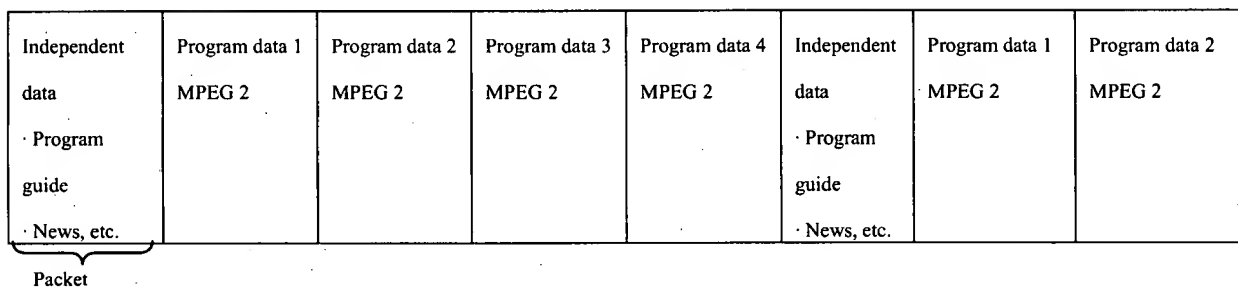 Independent
data
· Program
guide
· News, etc.
Program data 1
MPEG 2
Program data 2
MPEG 2
Program data 3
MPEG 2
Program data 4
MPEG 2
Independent
data
· Program
guide
· News, etc.
Program data 1
MPEG 2
Program data 2
MPEG 2
Packet